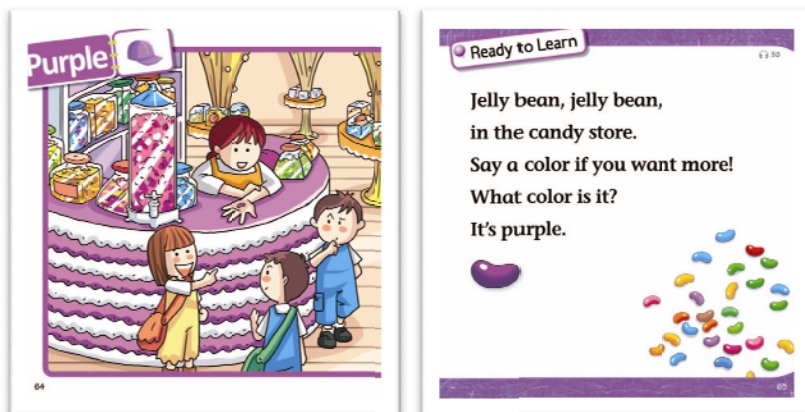 Purple
64
Ready to Learn
30
Jelly bean, jelly bean,
in the candy store.
Say a color if you want more!
What color is it?
It's purple.
65